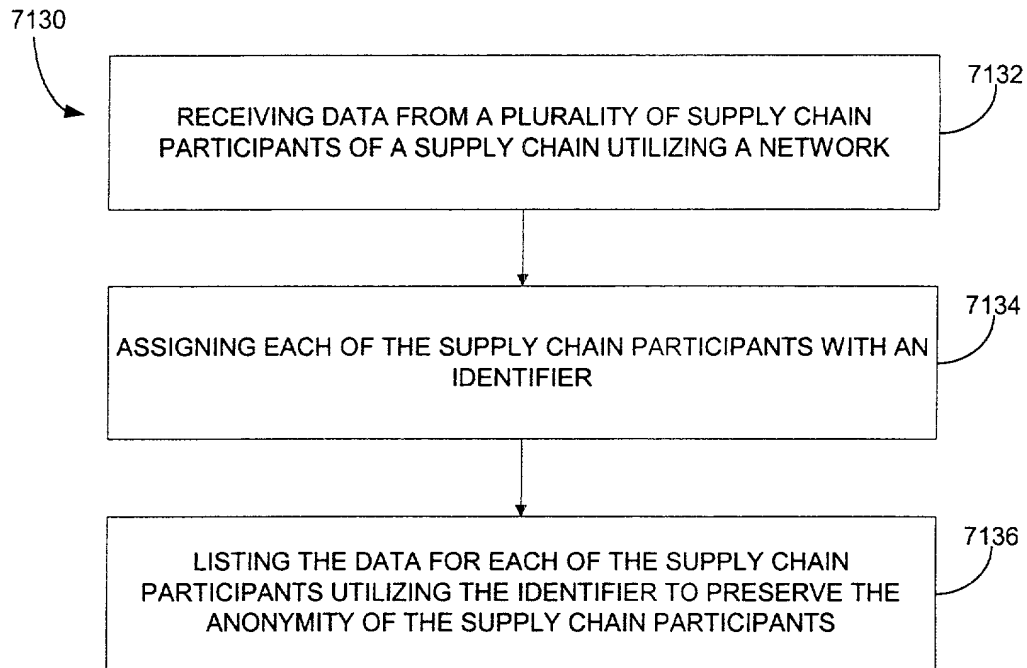 7130
7132
RECEIVING DATA FROM A PLURALITY OF SUPPLY CHAIN
PARTICIPANTS OF A SUPPLY CHAIN UTILIZING A NETWORK
7134
ASSIGNING EACH OF THE SUPPLY CHAIN PARTICIPANTS WITH AN
IDENTIFIER
7136
LISTING THE DATA FOR EACH OF THE SUPPLY CHAIN
PARTICIPANTS UTILIZING THE IDENTIFIER TO PRESERVE THE
ANONYMITY OF THE SUPPLY CHAIN PARTICIPANTS